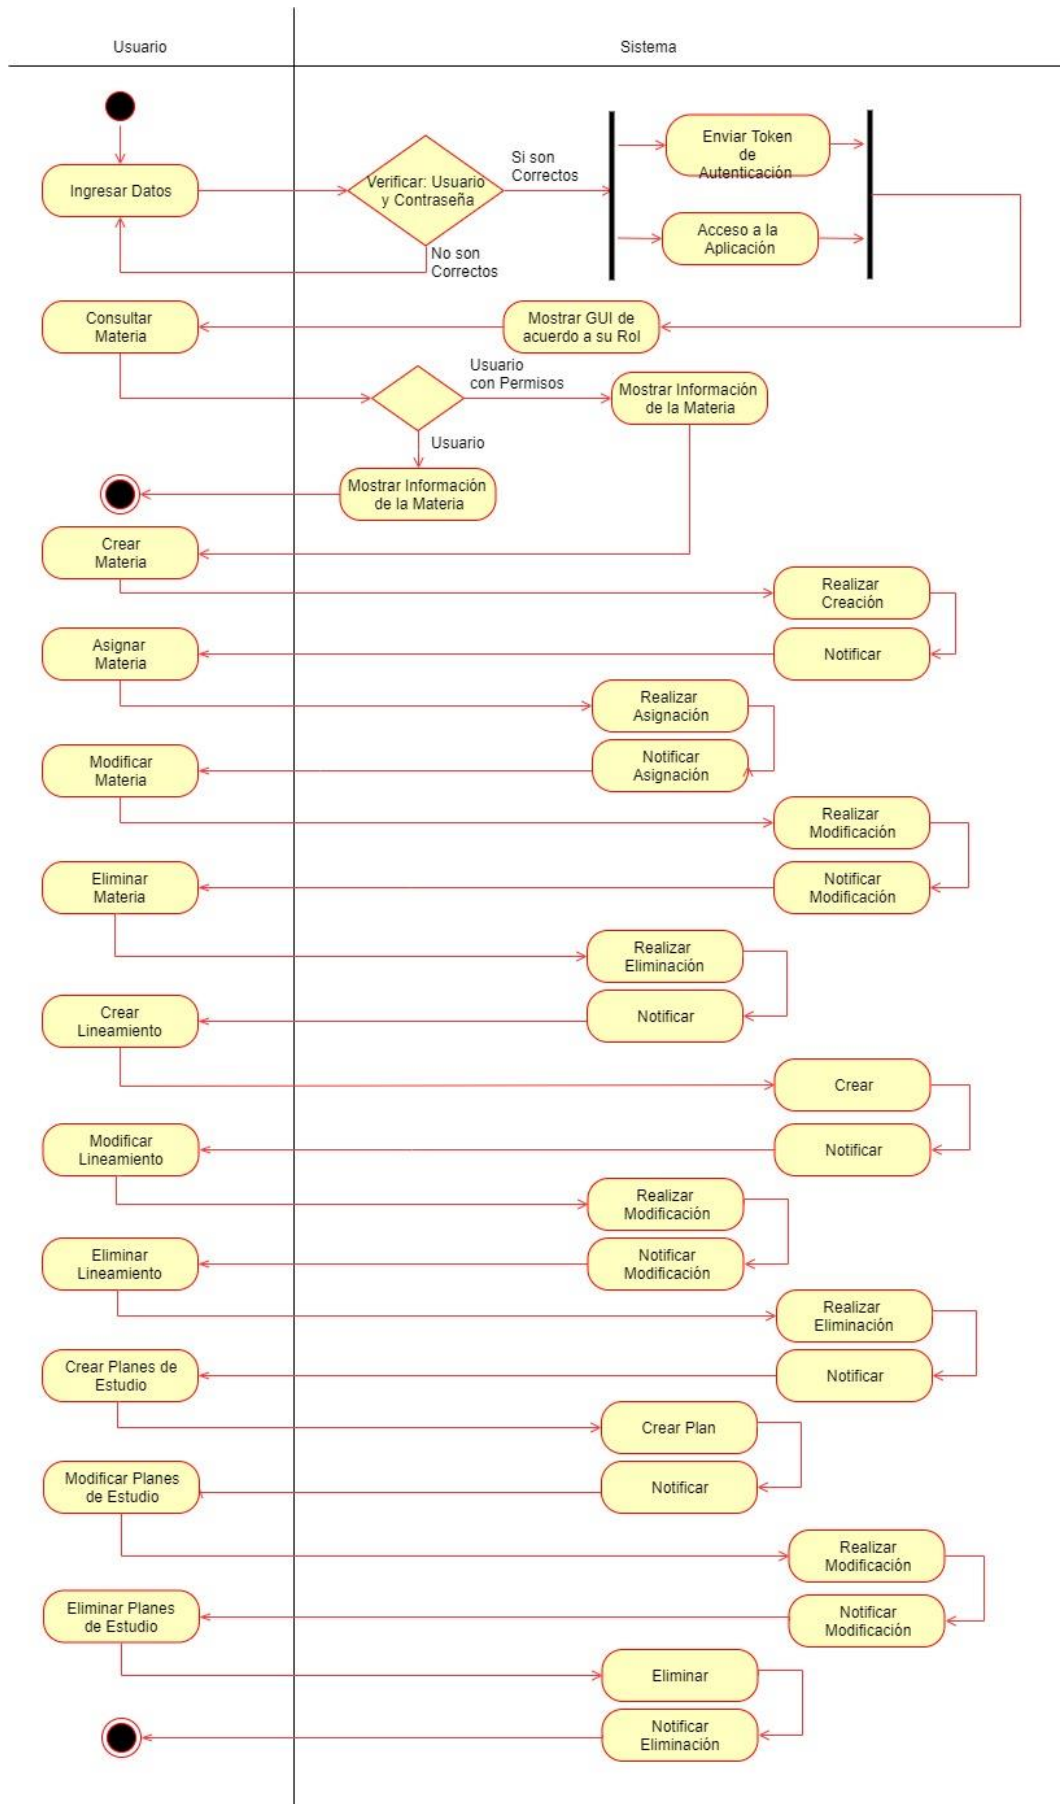 Usuario
Sistema
Ingresar Datos
Verificar: Usuario
y Contraseña
Si son
Correctos
Enviar Token
de
Autenticación
Acceso a la
Aplicación
No son
Correctos
Consultar
Materia
Mostrar GUI de
acuerdo a su Rol
Usuario
con Permisos
Mostrar Información
de la Materia
Usuario
Mostrar Información
de la Materia
Crear
Materia
Realizar
Creación
Asignar
Materia
Notificar
Realizar
Asignación
Modificar
Materia
Notificar
Asignación
Realizar
Modificación
Eliminar
Materia
Notificar
Modificación
Realizar
Eliminación
Crear
Lineamiento
Notificar
Crear
Modificar
Lineamiento
Notificar
Realizar
Modificación
Eliminar
Lineamiento
Notificar
Modificación
Realizar
Eliminación
Crear Planes de
Estudio
Notificar
Crear Plan
Modificar Planes
de Estudio
Notificar
Realizar
Modificación
Eliminar Planes
de Estudio
Notificar
Modificación
Eliminar
Notificar
Eliminación